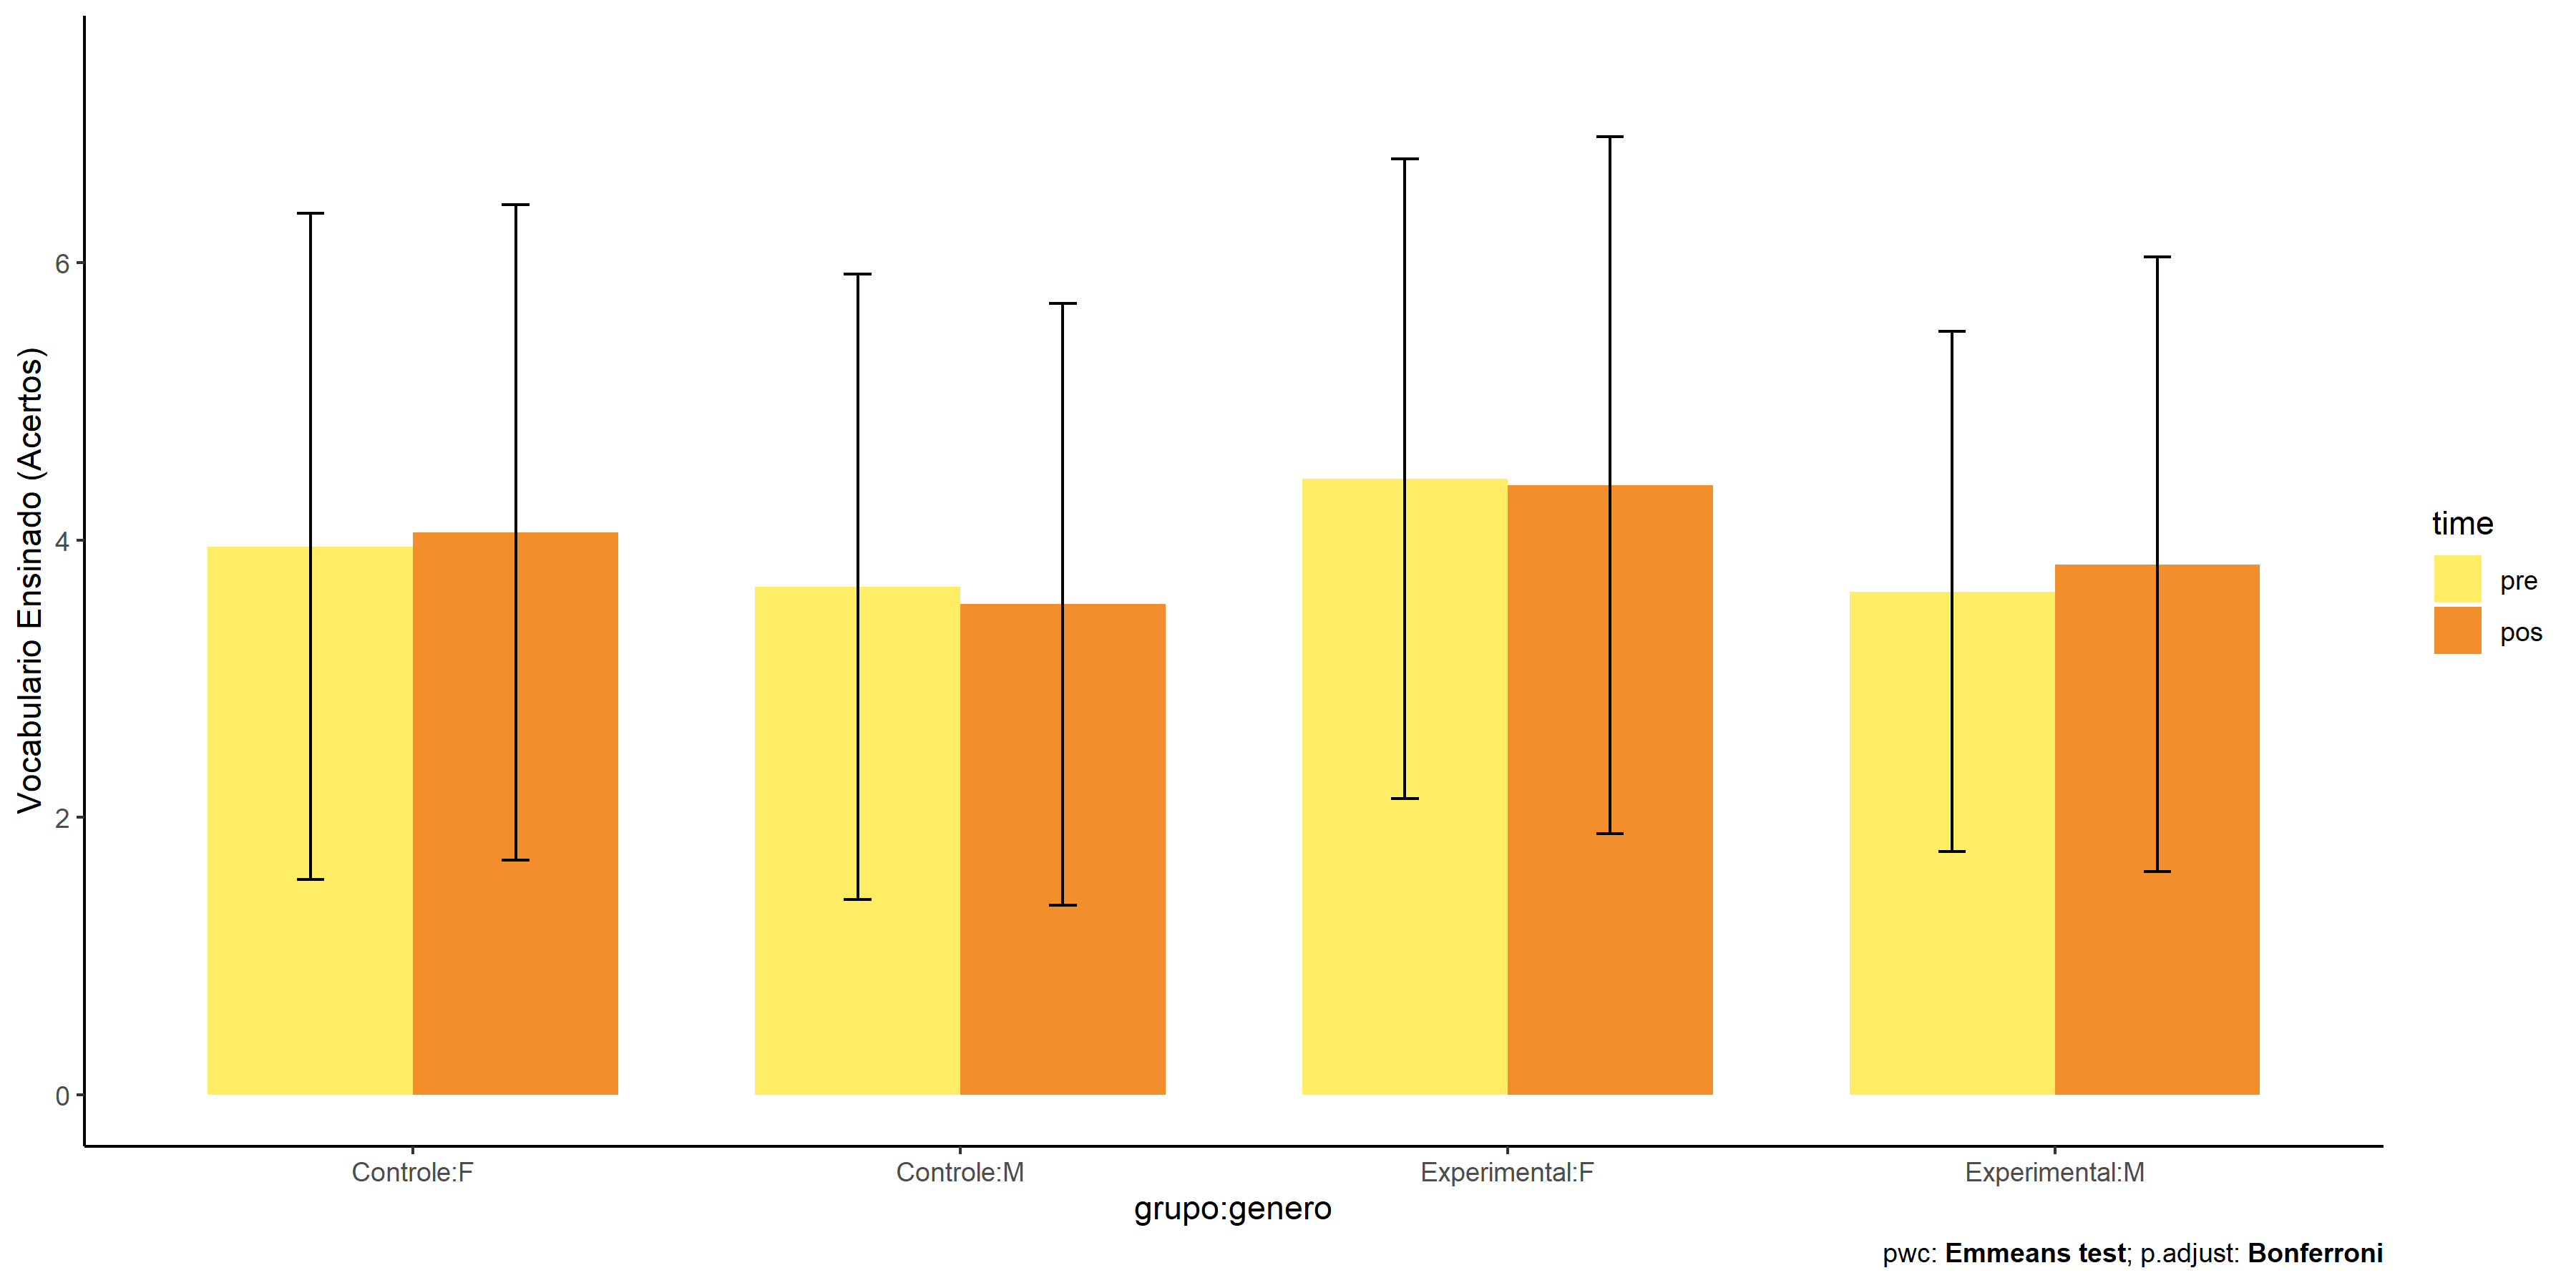 Vocabulario Ensinado (Acertos)
6
4
2
0
Controle:F
Controle:M
Experimental:F
Experimental:M
grupo:genero
time
pre
pos
pwc: Emmeans test; p.adjust: Bonferroni